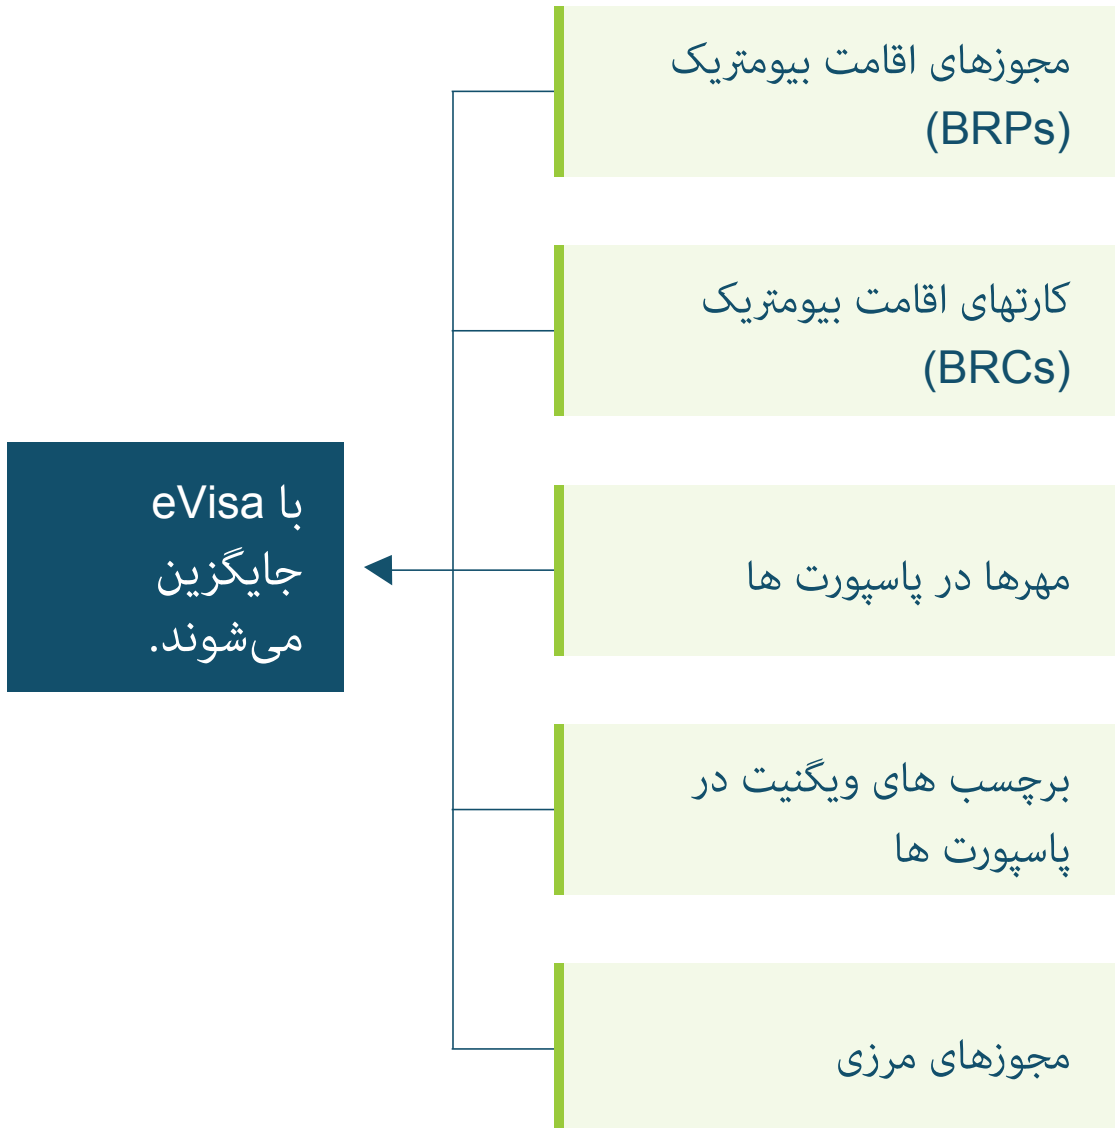 مجوزهای اقامت بیومتریک
(BRPs)
کارتهای اقامت بیومتریک
(BRCs)
مهرها در پاسپورت ها
برچسب های ویگنیت در
پاسپورت ها
مجوزهای مرزی
با eVisa
جایگزین
می‌شوند.